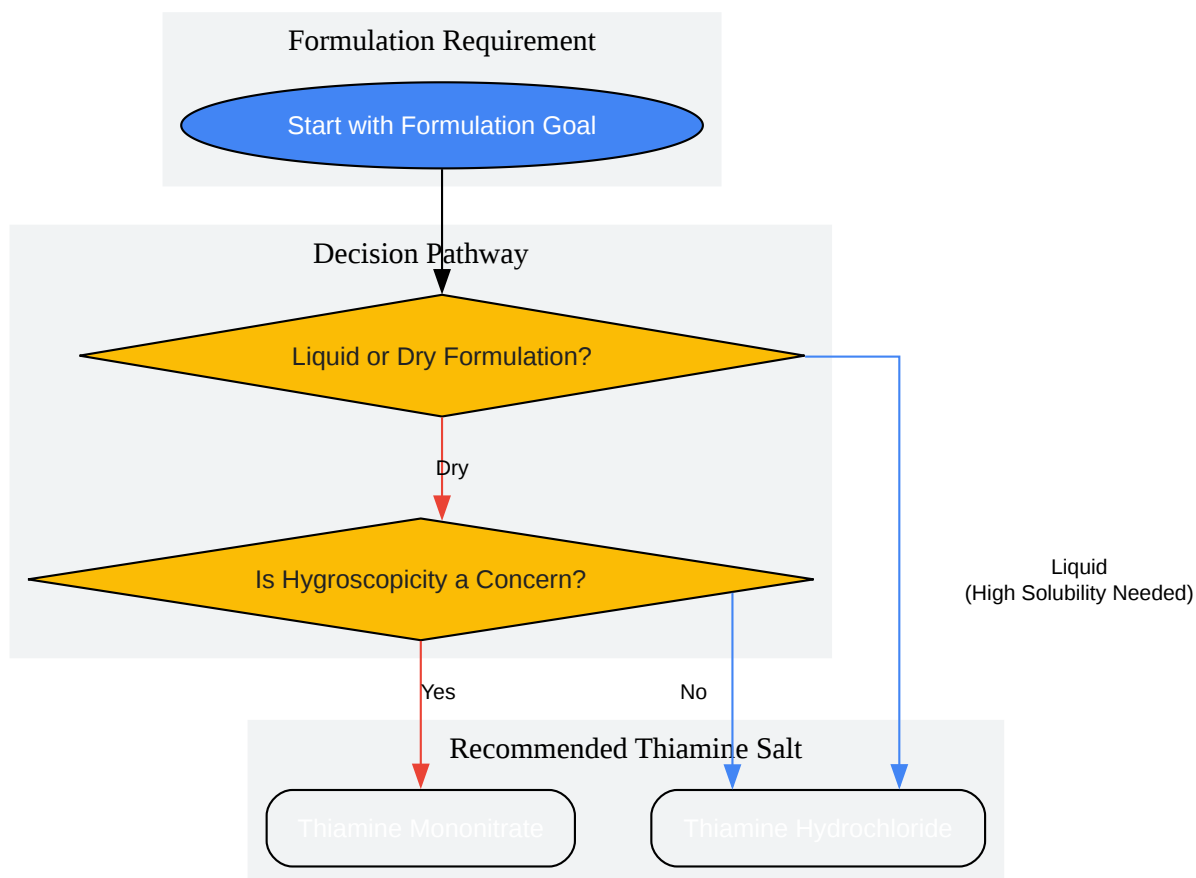 Formulation Requirement
Start with Formulation Goal
Decision Pathway
Liquid or Dry Formulation?
Dry
Is Hygroscopicity a Concern?
Liquid
(High Solubility Needed)
Yes
No
Recommended Thiamine Salt
Thiamine Mononitrate
Thiamine Hydrochloride